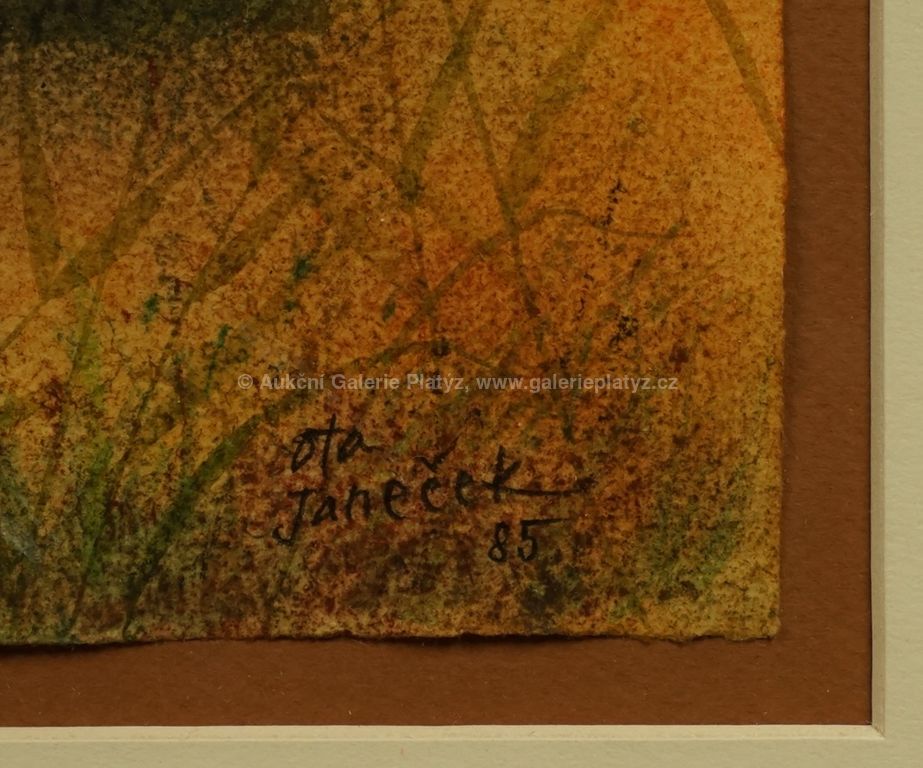 © Aukční Galerie Platýz, www.galerieplatyz.cz
ota
Janeček
85